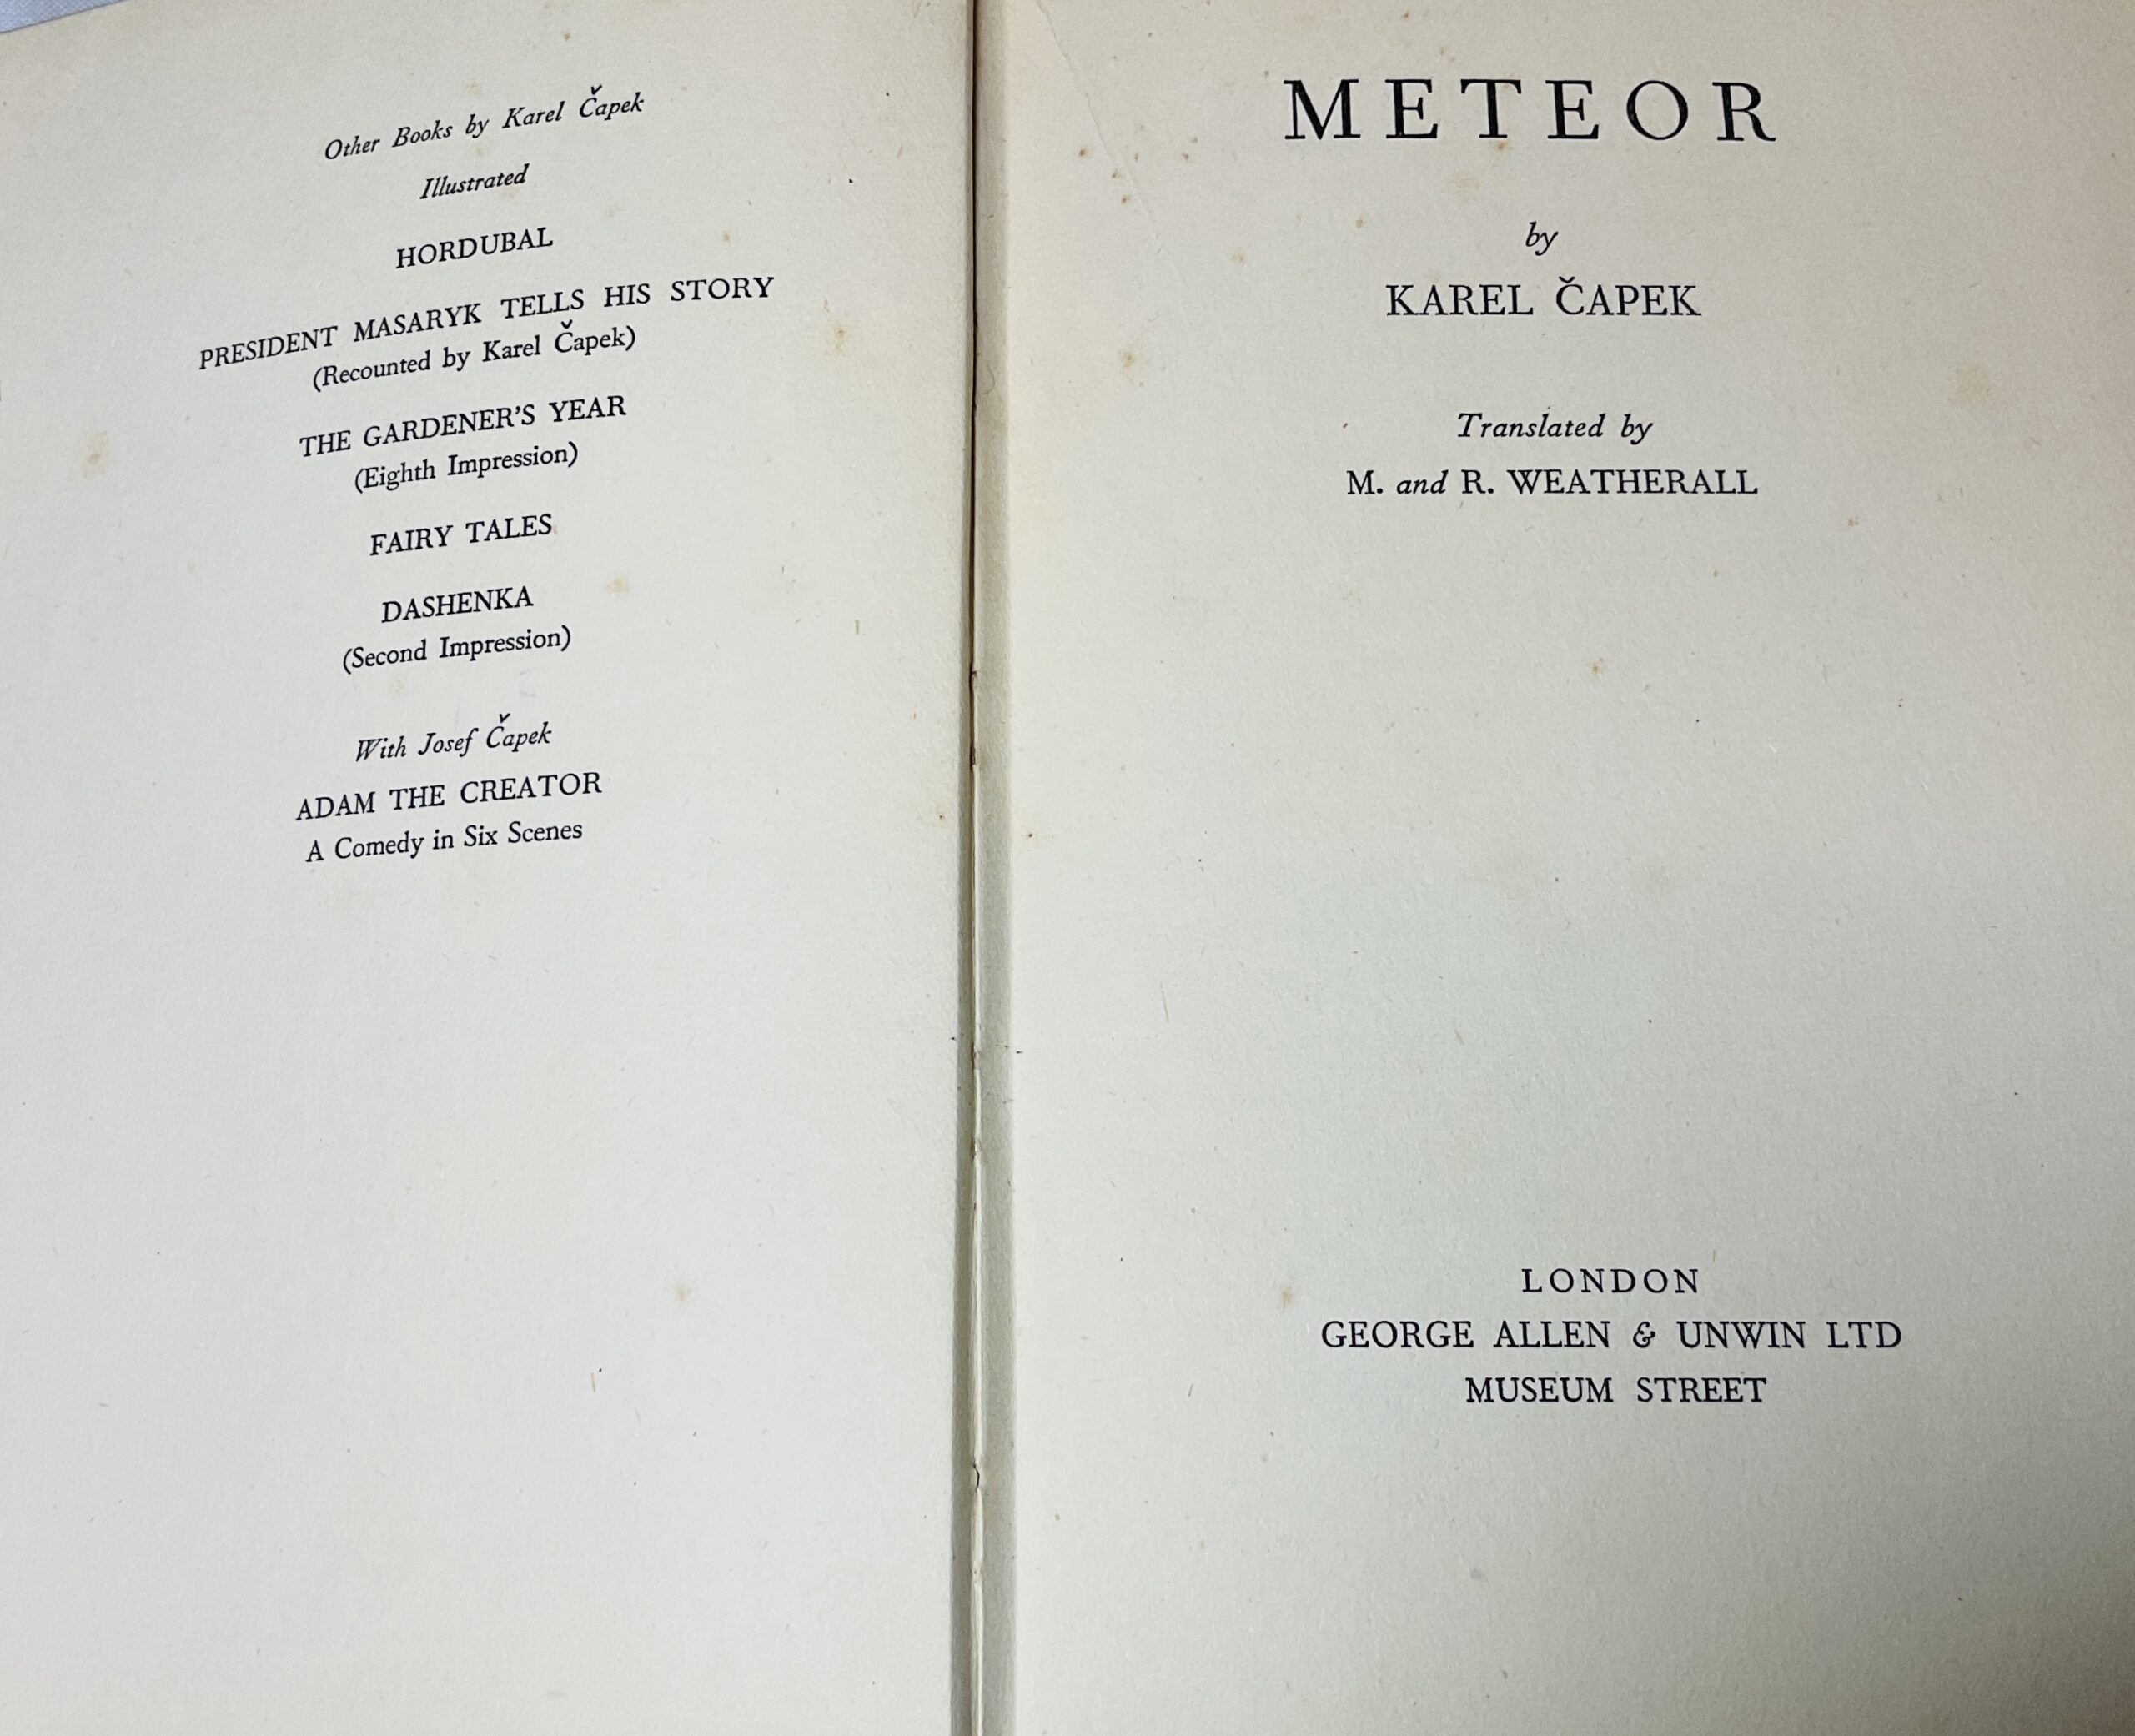 Other Books by Karel Čapek
Illustrated
HORDUBAL
PRESIDENT MASARYK TELLS HIS STORY
(Recounted by Karel Čapek)
THE GARDENER'S YEAR
(Eighth Impression)
FAIRY TALES
DASHENKA
(Second Impression)
With Josef Čapek
ADAM THE CREATOR
A Comedy in Six Scenes
METEOR
by
KAREL ČAPEK
Translated by
M. and R. WEATHERALL
LONDON
GEORGE ALLEN & UNWIN LTD
MUSEUM STREET